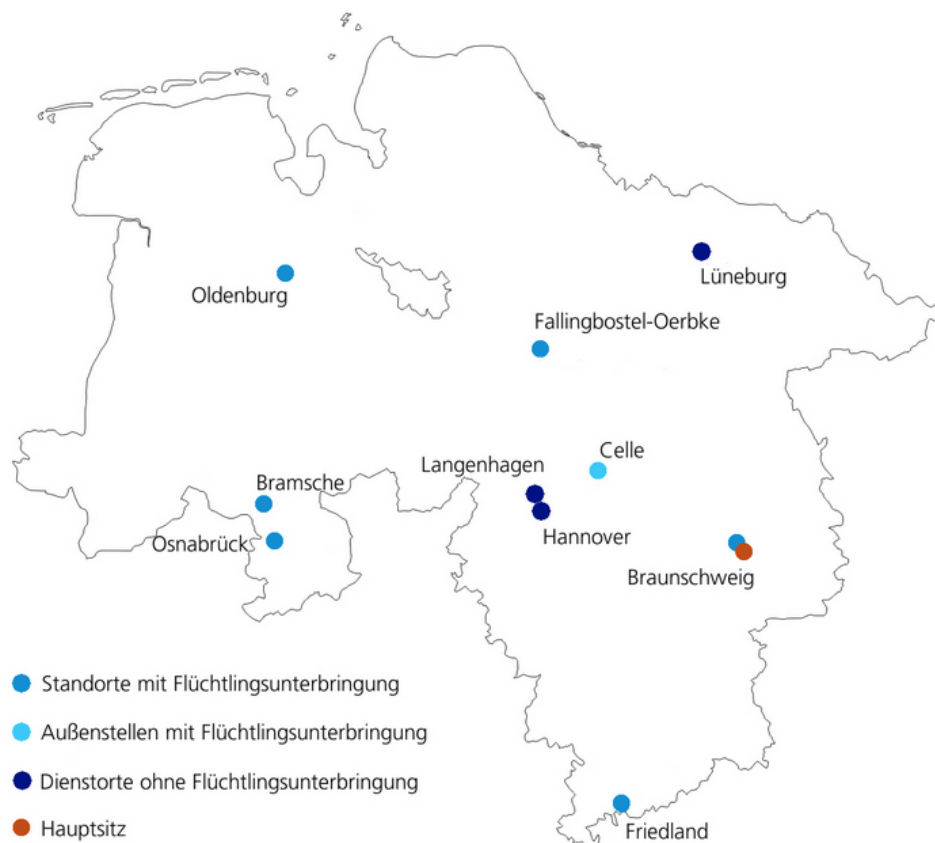 Lüneburg
Oldenburg
Fallingbostel-Oerbke
Celle
Langenhagen
Bramsche
Hannover
Osnabrück
Braunschweig
Standorte mit Flüchtlingsunterbringung
Außenstellen mit Flüchtlingsunterbringung
Dienstorte ohne Flüchtlingsunterbringung
Hauptsitz
Friedland